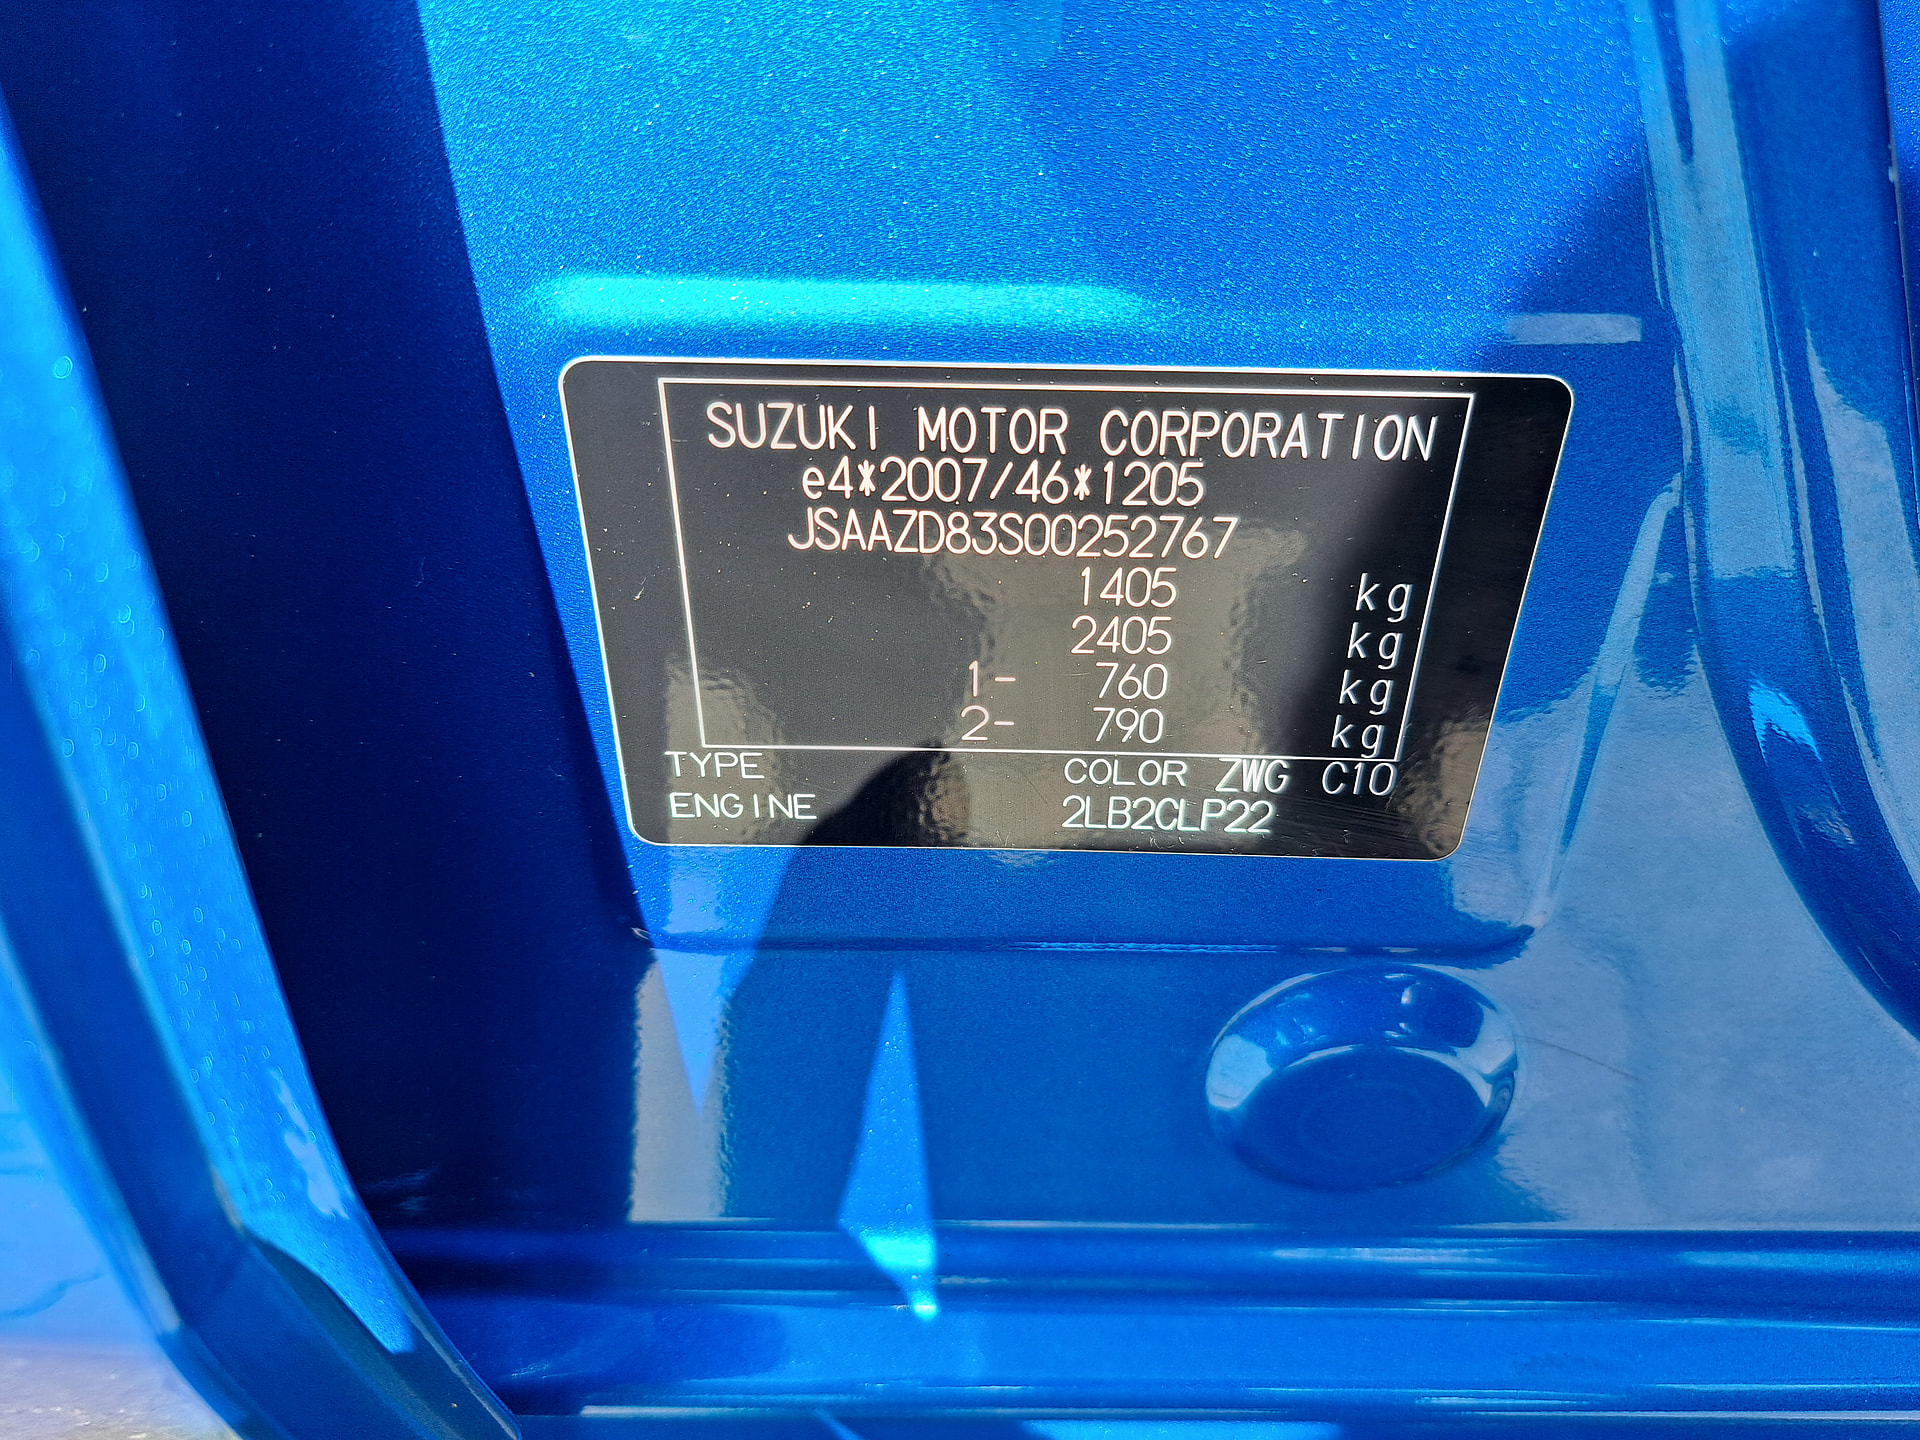 SUZUKI MOTOR CORPORATION
e4*2007/46*1205
JSAAZD83S00252767
1405 kg
2405 kg
1- 760 kg
2- 790 kg
TYPE COLOR ZWG C10
ENGINE 2LB2CLP22